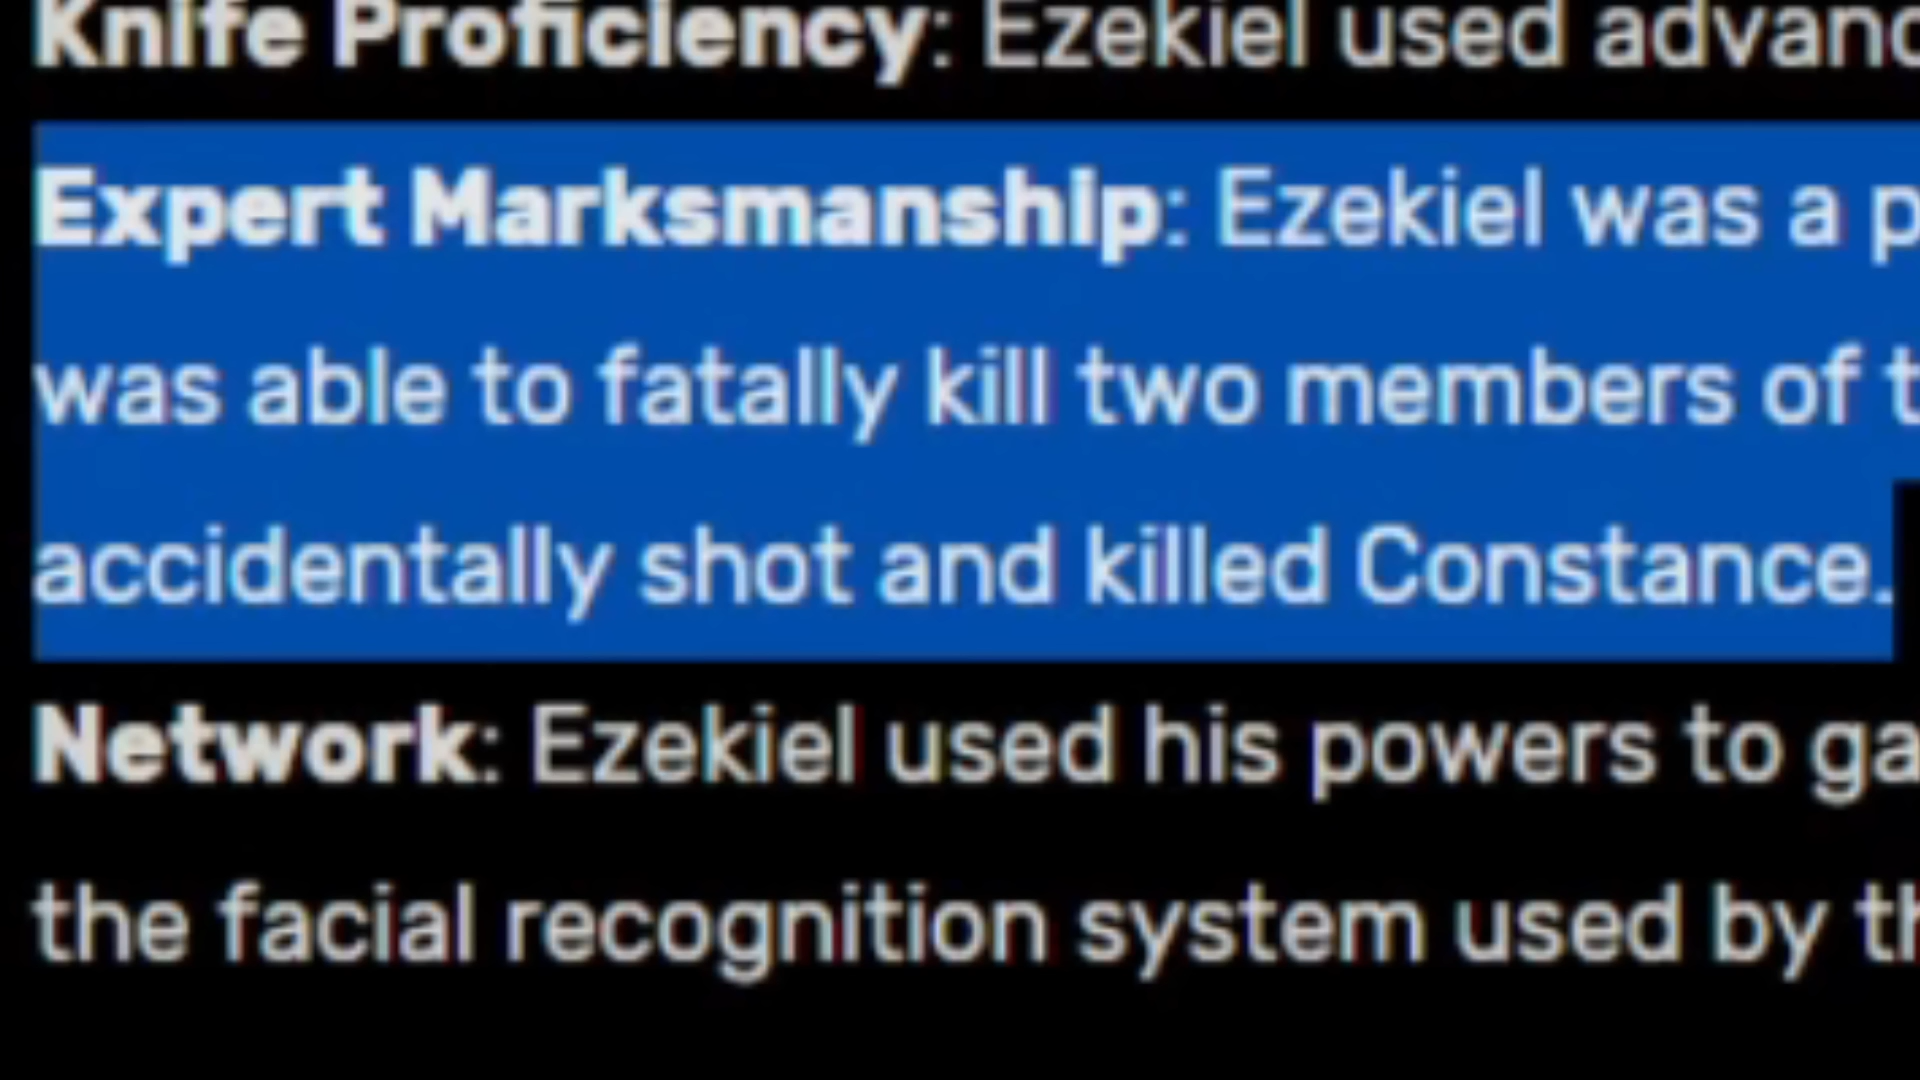 Knife Proficiency: Ezekiel used advanc
Expert Marksmanship: Ezekiel was a p
was able to fatally kill two members of t
accidentally shot and killed Constance.
Network: Ezekiel used his powers to ga
the facial recognition system used by th